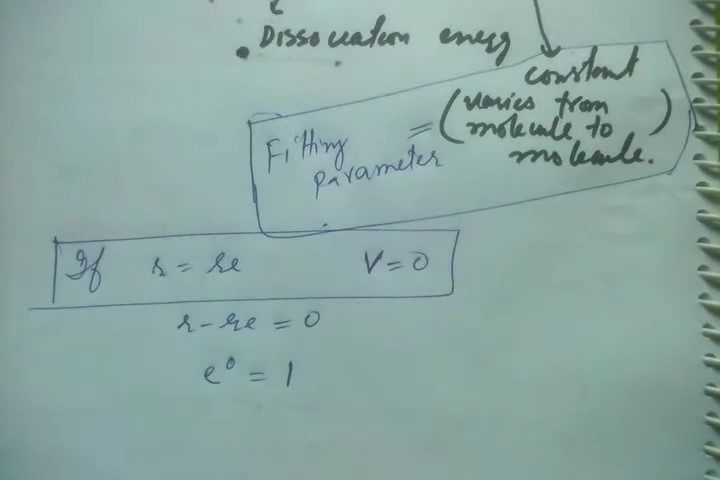 • Dissociation energy
constant
Fitting = (varies from
parameter molecule to )
molecule.
If r = re V = 0
r - re = 0
e⁰ = 1